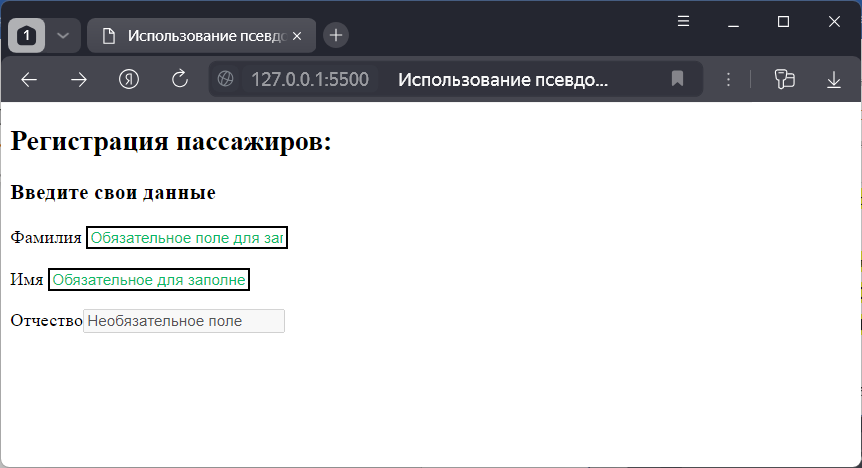 1
Использование псевдо
127.0.0.1:5500 Использование псевдо...
Регистрация пассажиров:
Введите свои данные
Фамилия Обязательное поле для зап
Имя Обязательное для заполне
Отчество Необязательное поле